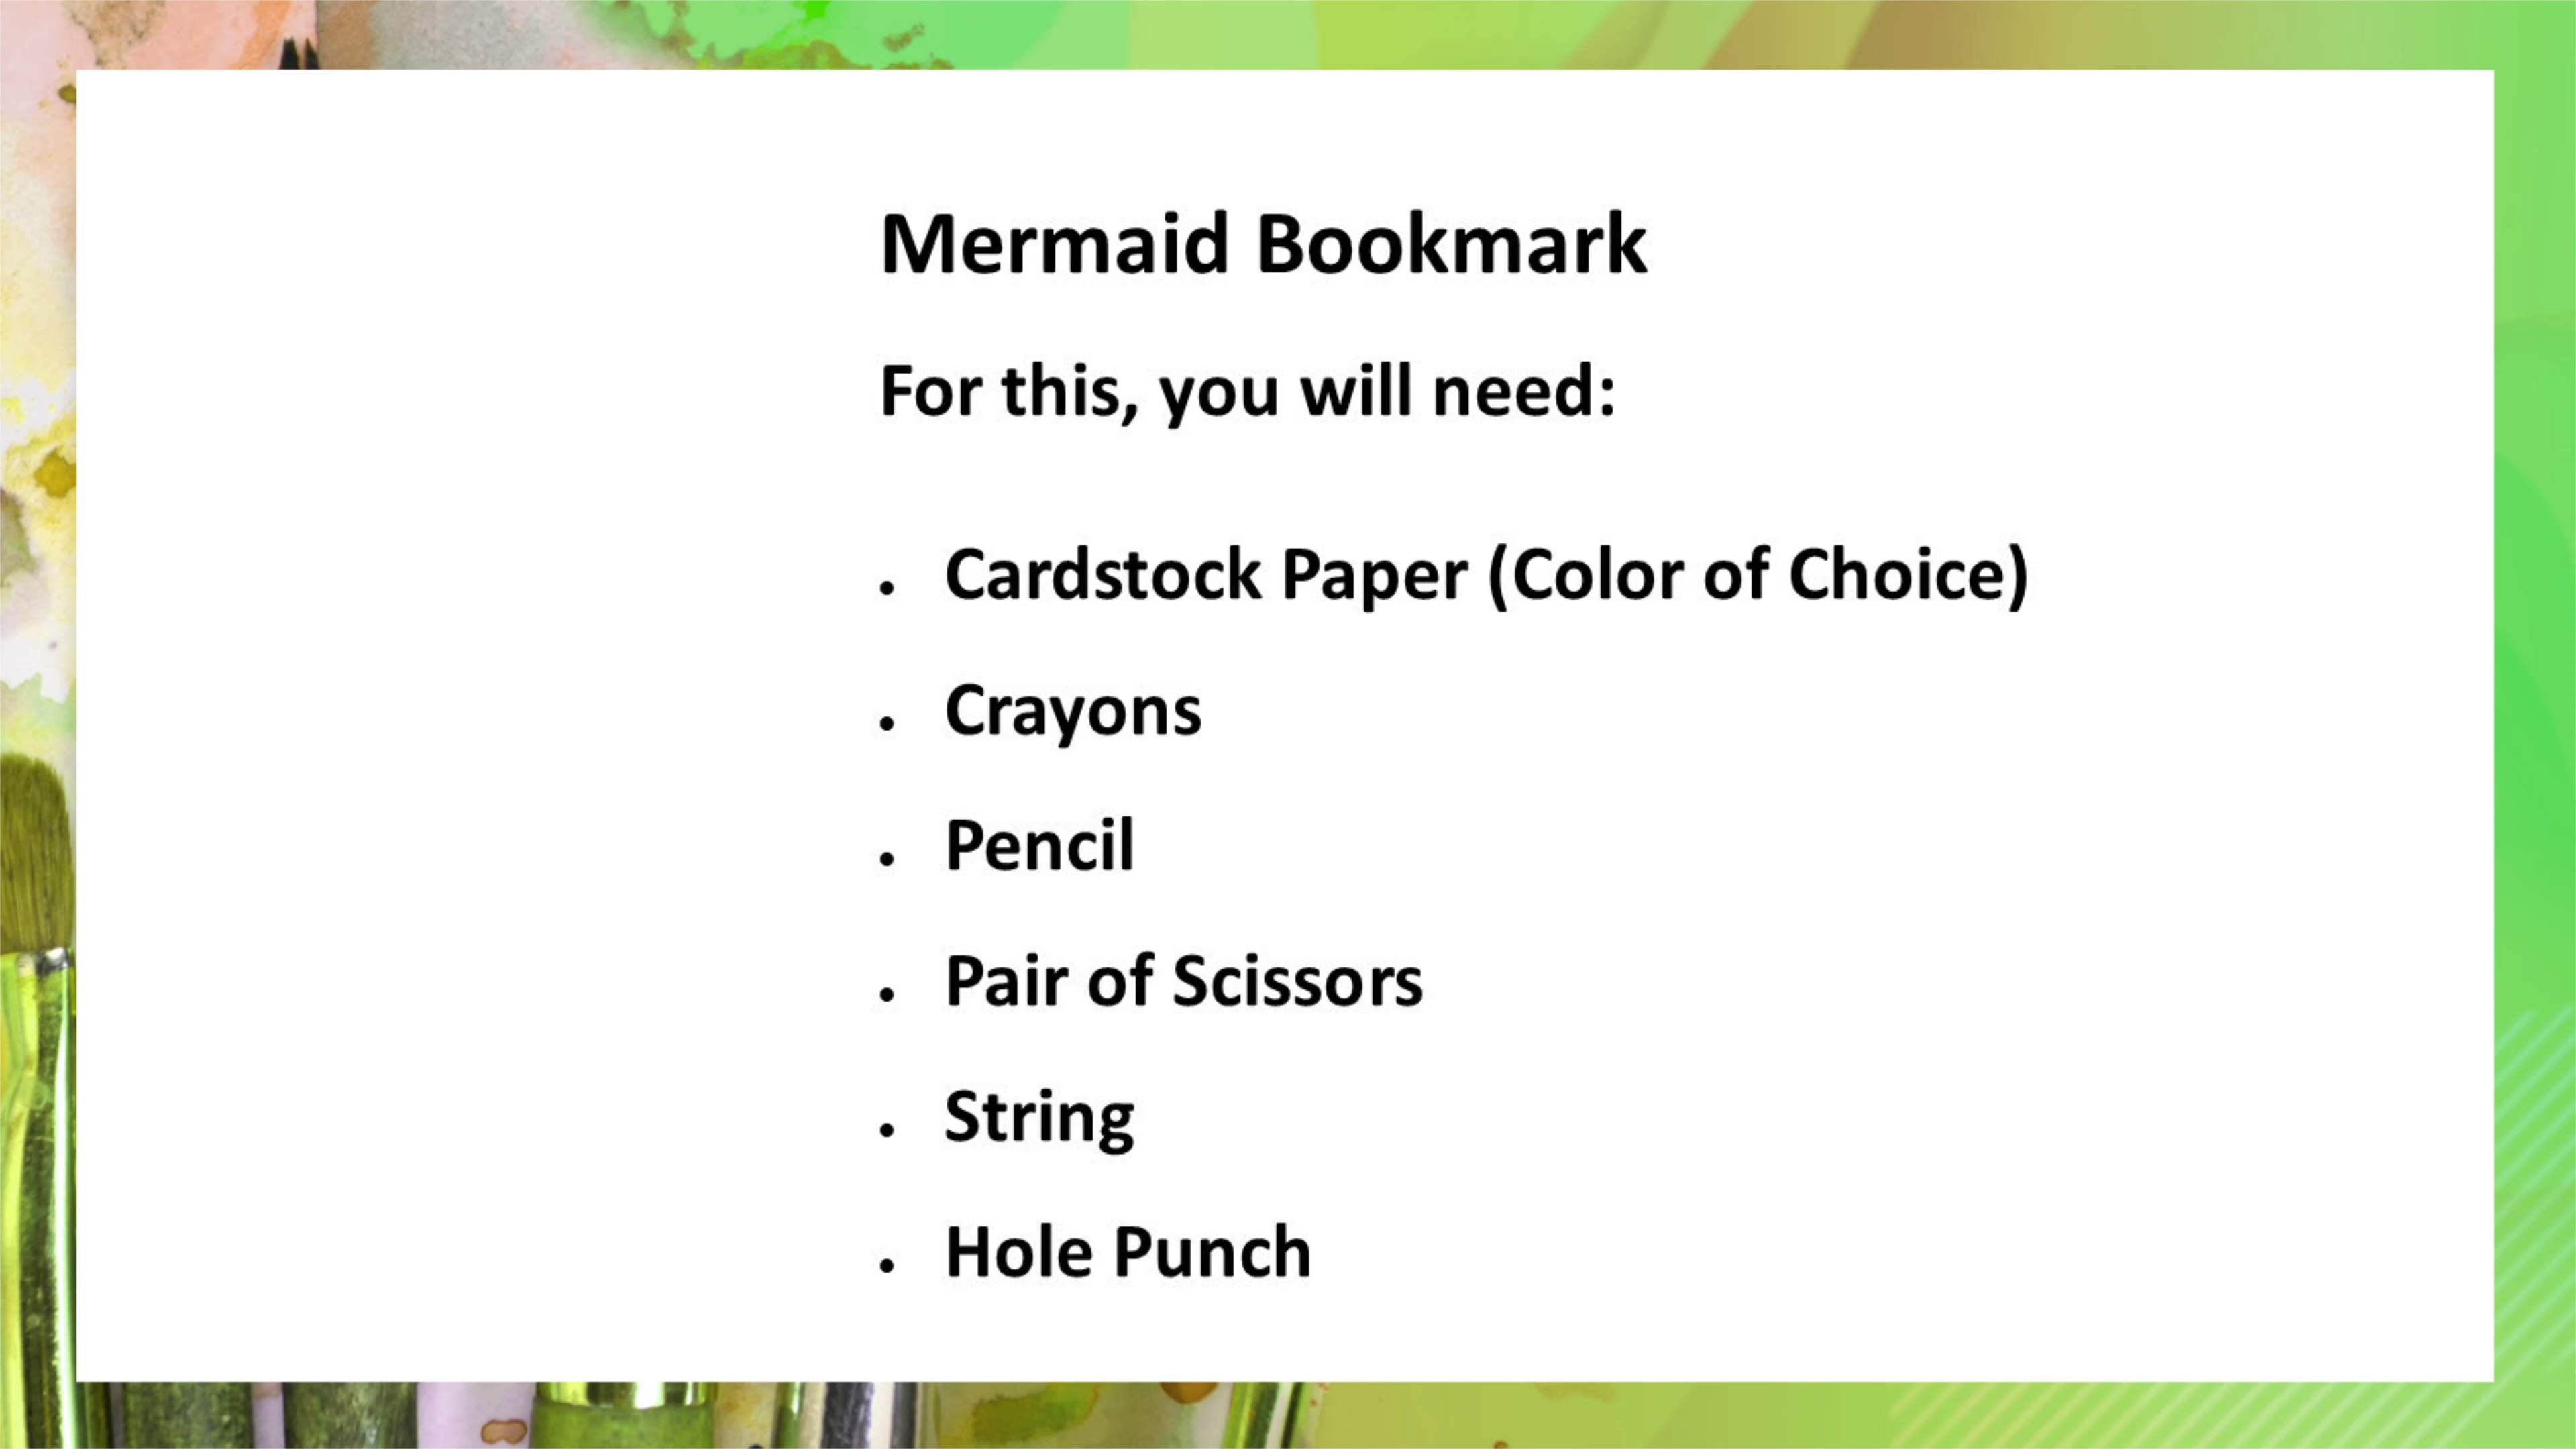 Mermaid Bookmark
For this, you will need:
• Cardstock Paper (Color of Choice)
• Crayons
• Pencil
• Pair of Scissors
• String
• Hole Punch